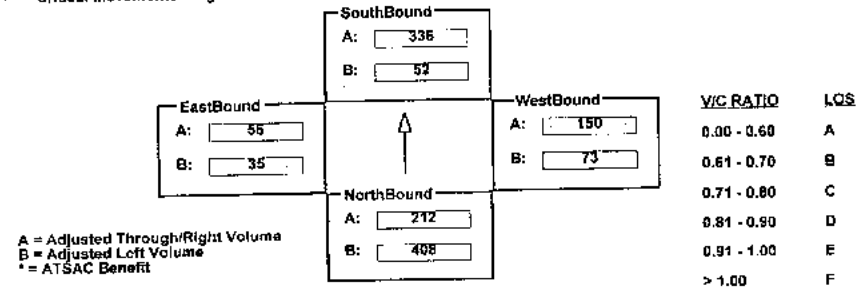 SouthBound
A: 336
B: 52
EastBound
A: 56
B: 35
WestBound
A: 150
B: 73
NorthBound
A: 212
B: 408
A = Adjusted Through/Right Volume
B = Adjusted Left Volume
* = ATSAC Benefit
V/C RATIO LOS
0.00 - 0.60 A
0.61 - 0.70 B
0.71 - 0.80 C
0.81 - 0.90 D
0.91 - 1.00 E
> 1.00 F